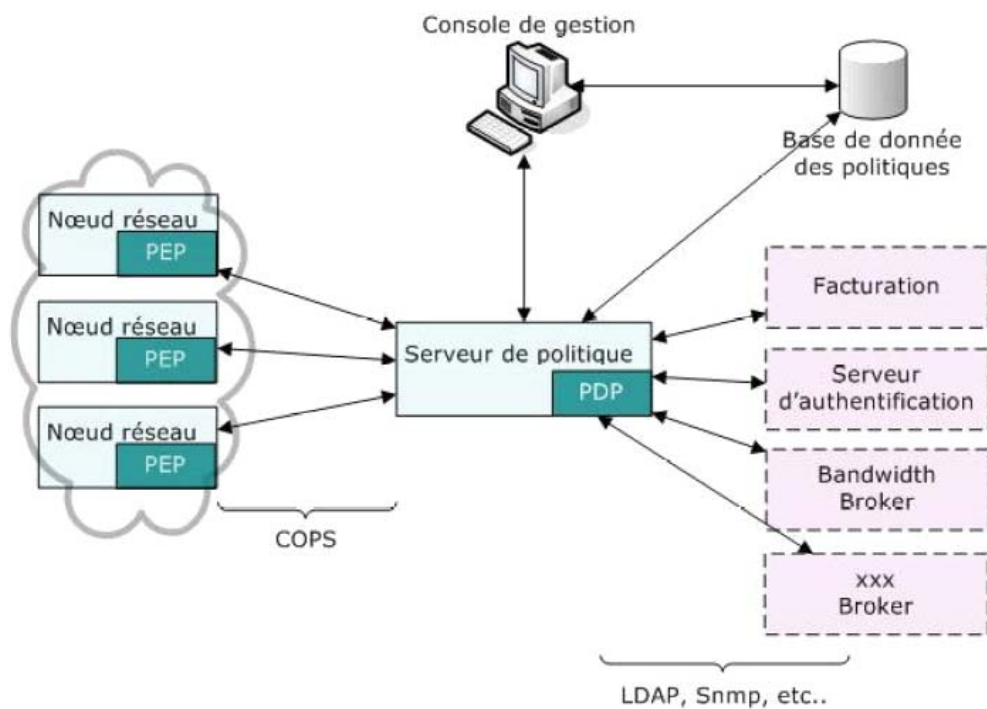 Console de gestion
Base de donnée
des politiques
Nœud réseau
PEP
Nœud réseau
PEP
Nœud réseau
PEP
Serveur de politique
PDP
Facturation
Serveur
d'authentification
Bandwidth
Broker
xxx
Broker
COPS
LDAP, Snmp, etc..